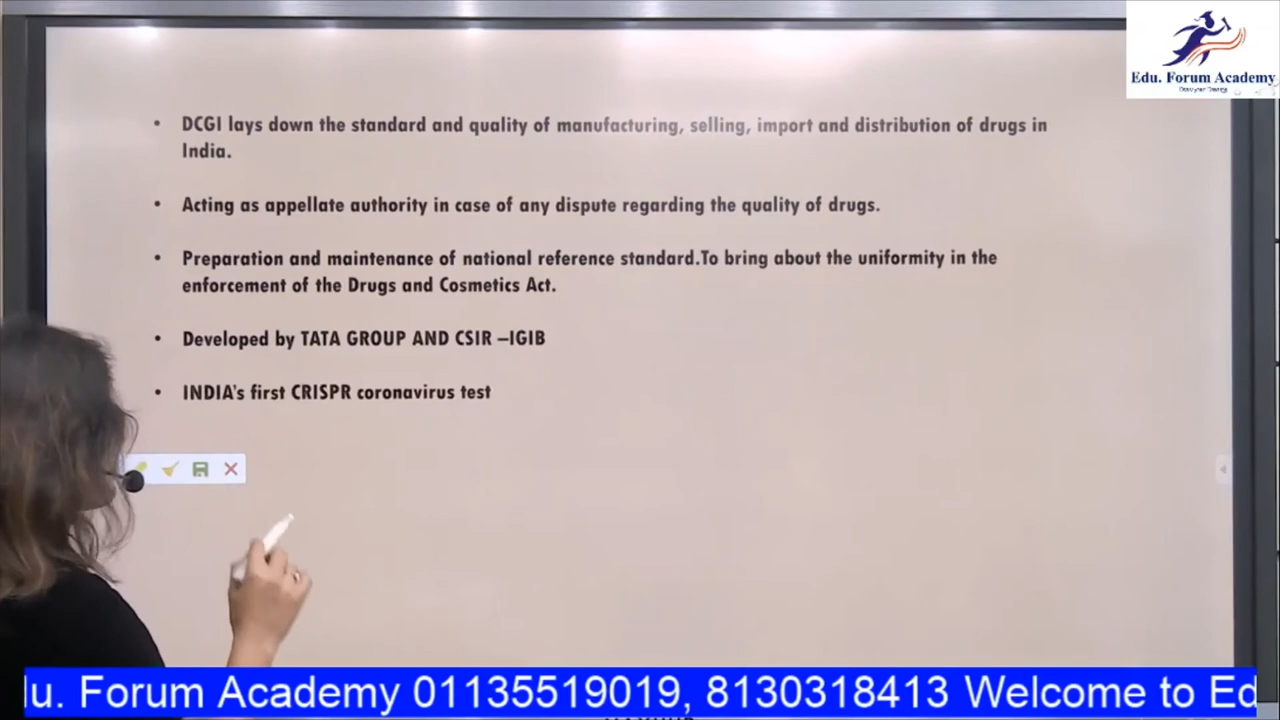 Edu. Forum Academy
• DCGI lays down the standard and quality of manufacturing, selling, import and distribution of drugs in
India.
• Acting as appellate authority in case of any dispute regarding the quality of drugs.
• Preparation and maintenance of national reference standard.To bring about the uniformity in the
enforcement of the Drugs and Cosmetics Act.
• Developed by TATA GROUP AND CSIR –IGIB
• INDIA's first CRISPR coronavirus test
du. Forum Academy 01135519019, 8130318413 Welcome to Ed